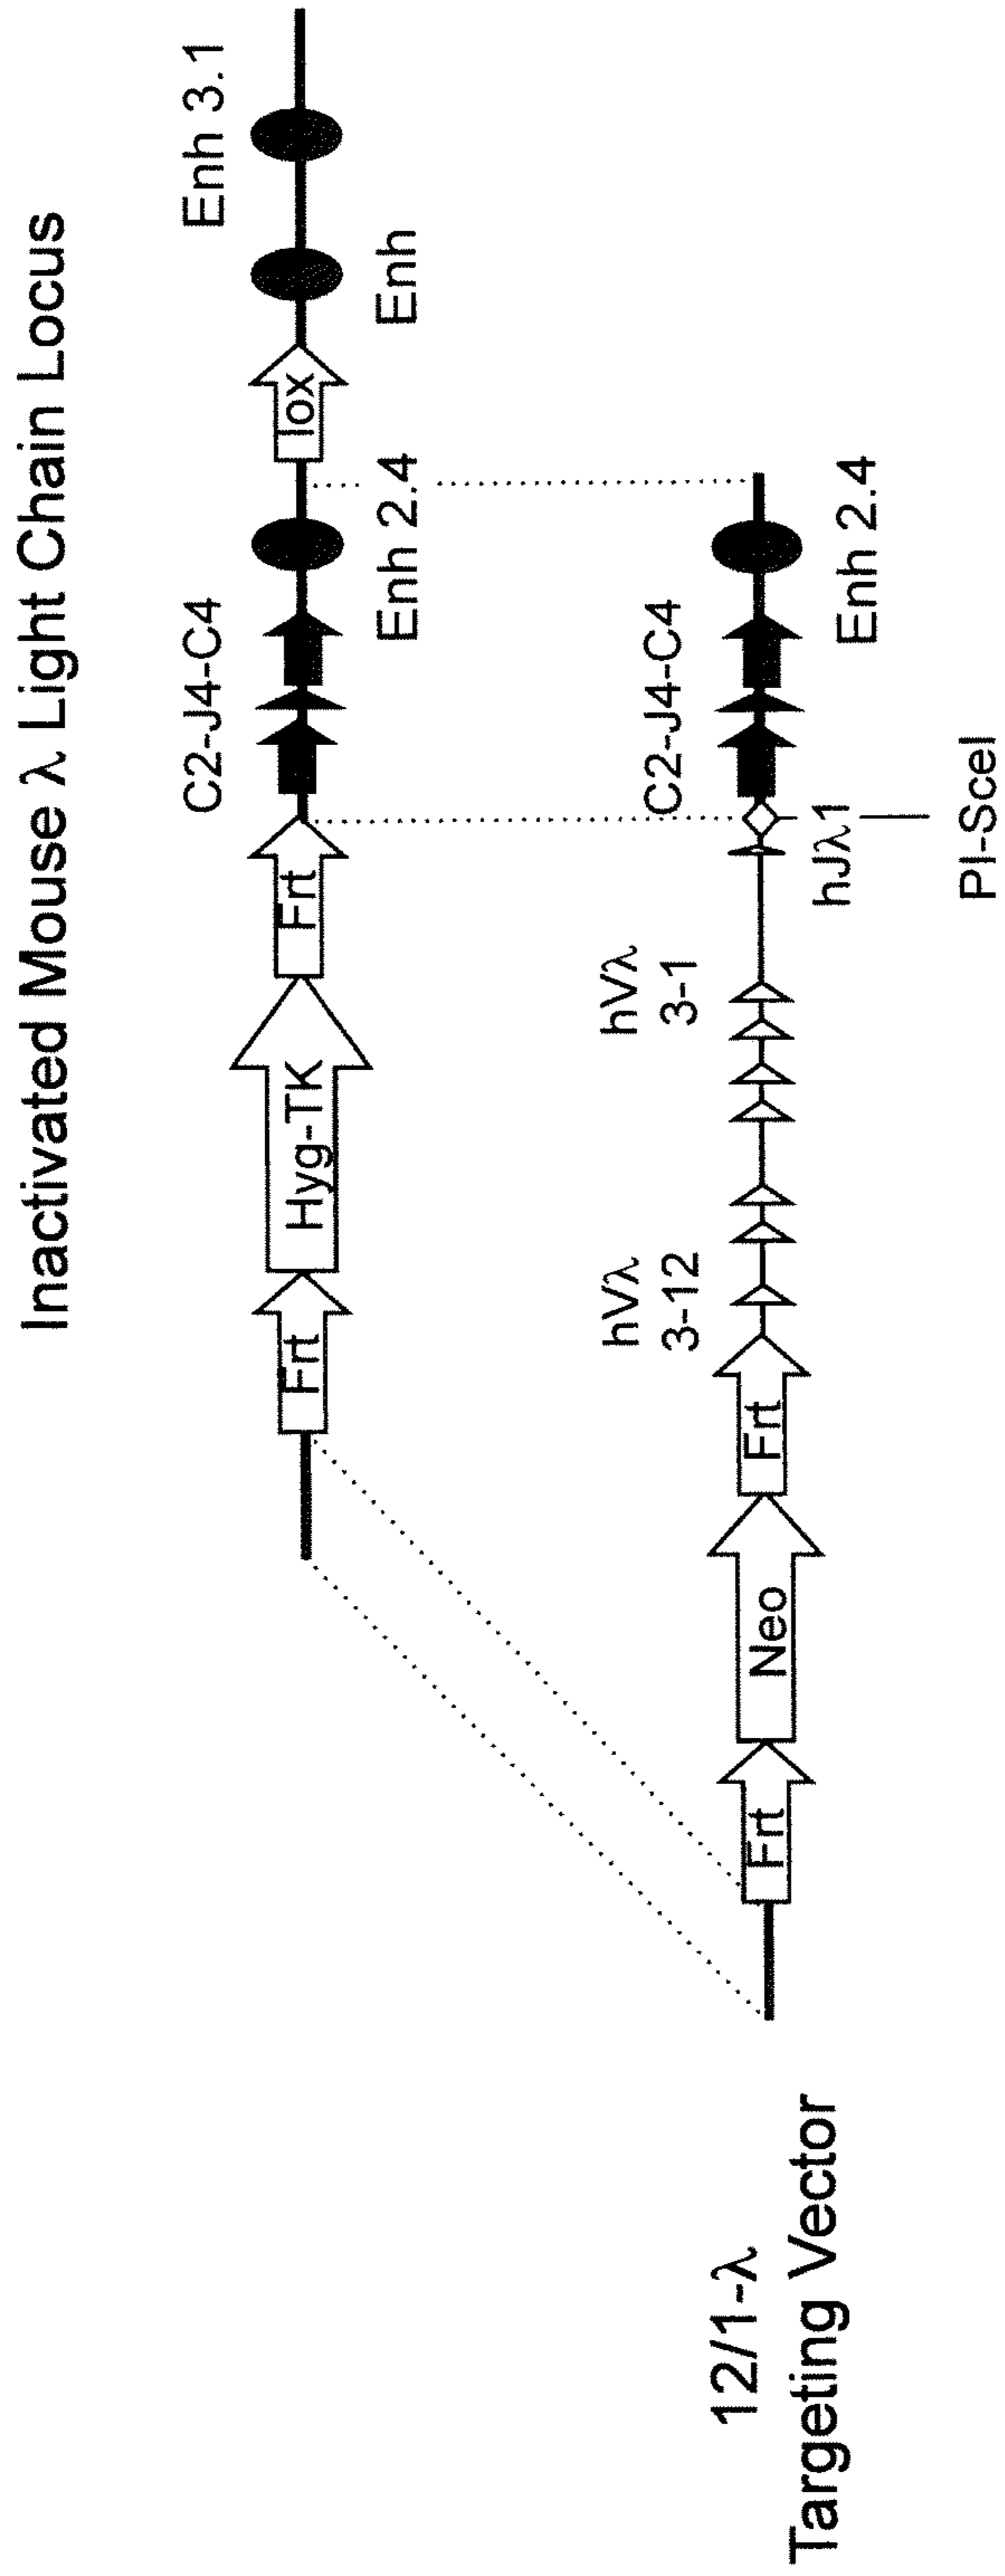 Inactivated Mouse λ Light Chain Locus
Enh 3.1
C2-J4-C4
Frt
Hyg-TK
Frt
lox
Enh 2.4
Enh
hVλ
3-12
hVλ
3-1
C2-J4-C4
12/1-λ
Targeting Vector
Frt
Neo
Frt
hJλ1
Enh 2.4
PI-SceI